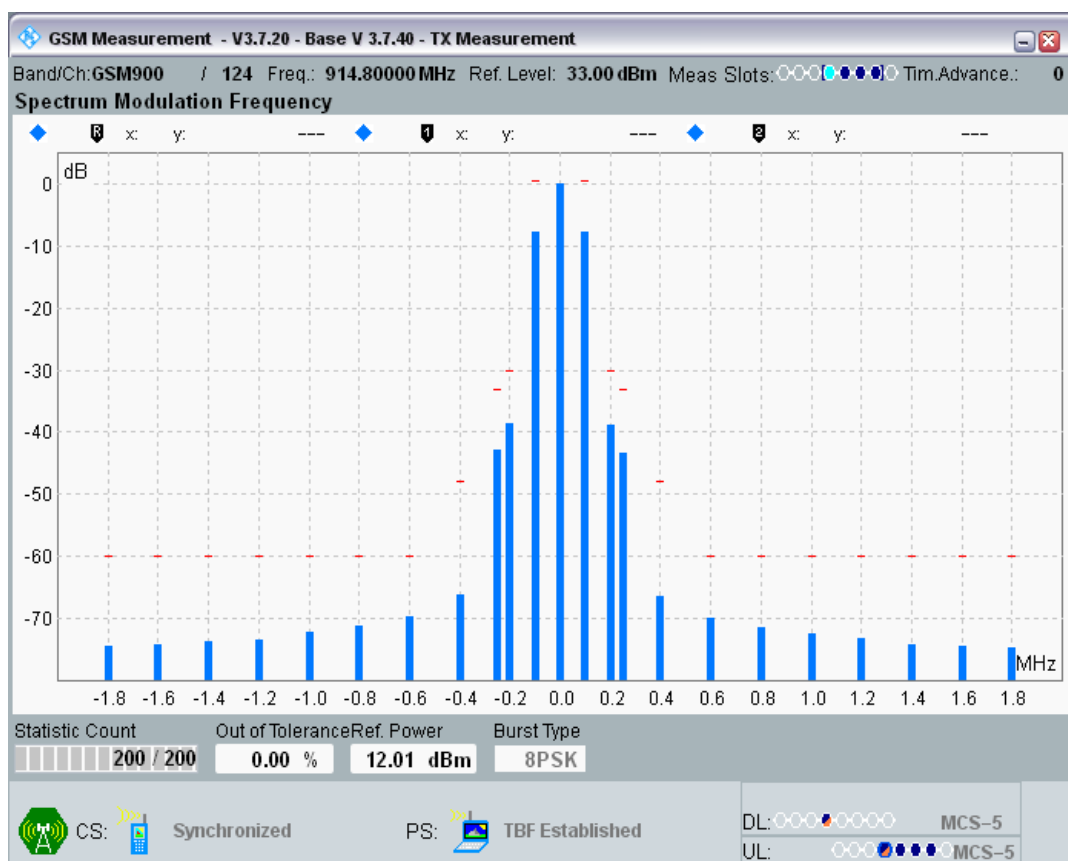 GSM Measurement - V3.7.20 - Base V 3.7.40 - TX Measurement
Band/Ch:GSM900 / 124 Freq.: 914.80000 MHz Ref. Level: 33.00 dBm Meas Slots: Tim.Advance.: 0
Spectrum Modulation Frequency
R x: y: --- 1 x: y: --- 2 x: y: ---
dB
0
-10
-20
-30
-40
-50
-60
-70
MHz
-1.8 -1.6 -1.4 -1.2 -1.0 -0.8 -0.6 -0.4 -0.2 0.0 0.2 0.4 0.6 0.8 1.0 1.2 1.4 1.6 1.8
Statistic Count Out of Tolerance Ref. Power Burst Type
200 / 200 0.00 % 12.01 dBm 8PSK
CS: Synchronized PS: TBF Established
DL: MCS-5
UL: MCS-5